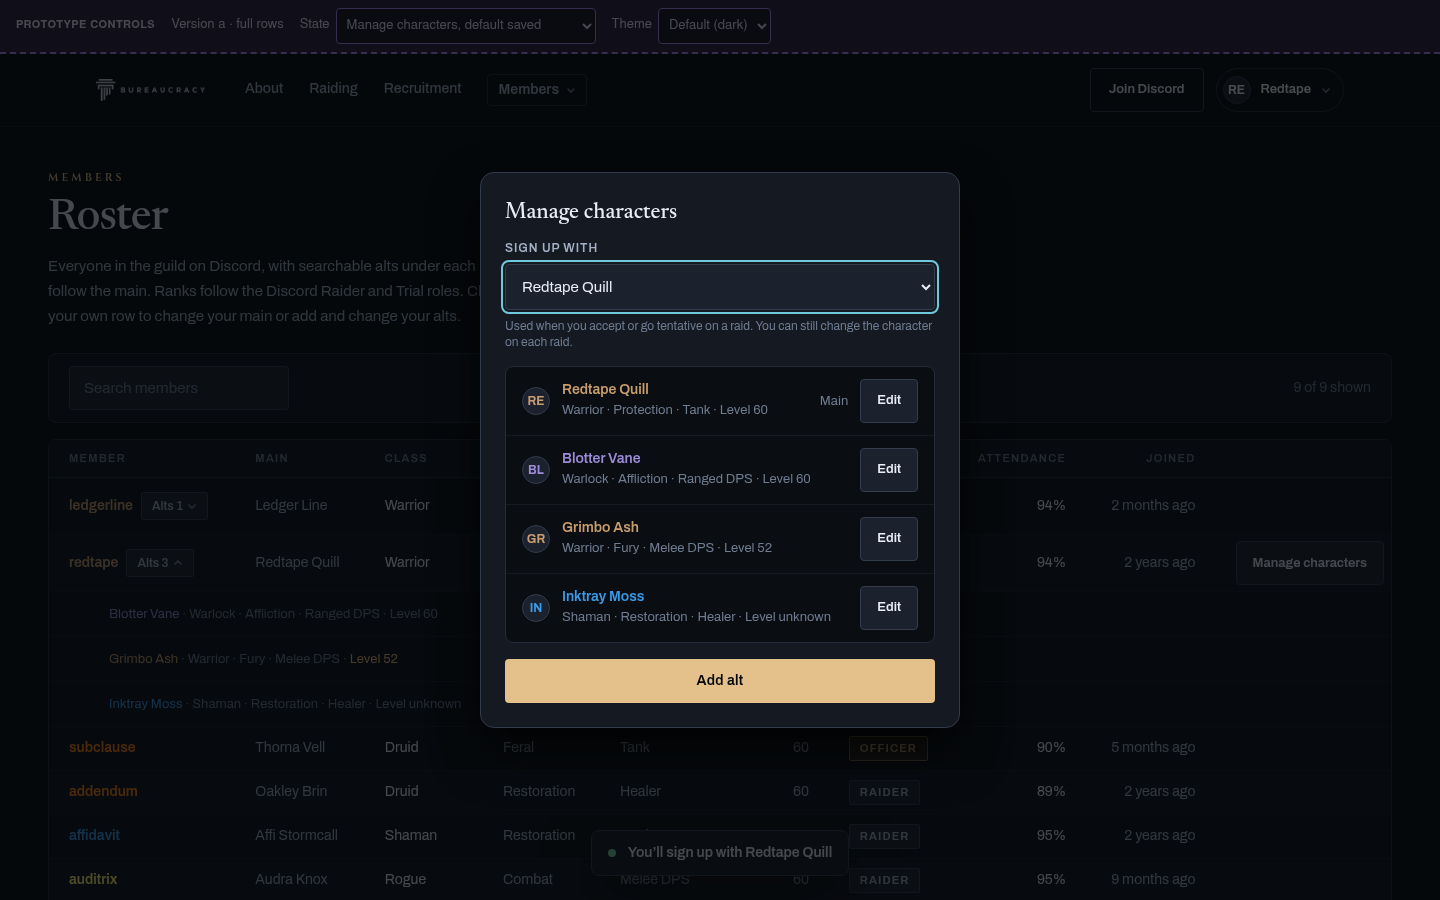 PROTOTYPE CONTROLS Version a · full rows State Manage characters, default saved Theme Default (dark)
BUREAUCRACY About Raiding Recruitment Members Join Discord RE Redtape
MEMBERS
Roster
Everyone in the guild on Discord, with searchable alts under each
follow the main. Ranks follow the Discord Raider and Trial roles. Cl
your own row to change your main or add and change your alts.
Search members 9 of 9 shown
MEMBER MAIN CLASS ATTENDANCE JOINED
ledgerline Alts 1 Ledger Line Warrior 94% 2 months ago
redtape Alts 3 Redtape Quill Warrior 94% 2 years ago Manage characters
Blotter Vane · Warlock · Affliction · Ranged DPS · Level 60
Grimbo Ash · Warrior · Fury · Melee DPS · Level 52
Inktray Moss · Shaman · Restoration · Healer · Level unknown
subclause Thorna Vell Druid Feral Tank 60 OFFICER 90% 5 months ago
addendum Oakley Brin Druid Restoration Healer 60 RAIDER 89% 2 years ago
affidavit Affi Stormcall Shaman Restoration RAIDER 95% 2 years ago
auditrix Audra Knox Rogue Combat Melee DPS 60 RAIDER 95% 9 months ago
Manage characters
SIGN UP WITH
Redtape Quill
Used when you accept or go tentative on a raid. You can still change the character
on each raid.
RE Redtape Quill
Warrior · Protection · Tank · Level 60 Main Edit
BL Blotter Vane
Warlock · Affliction · Ranged DPS · Level 60 Edit
GR Grimbo Ash
Warrior · Fury · Melee DPS · Level 52 Edit
IN Inktray Moss
Shaman · Restoration · Healer · Level unknown Edit
Add alt
You'll sign up with Redtape Quill